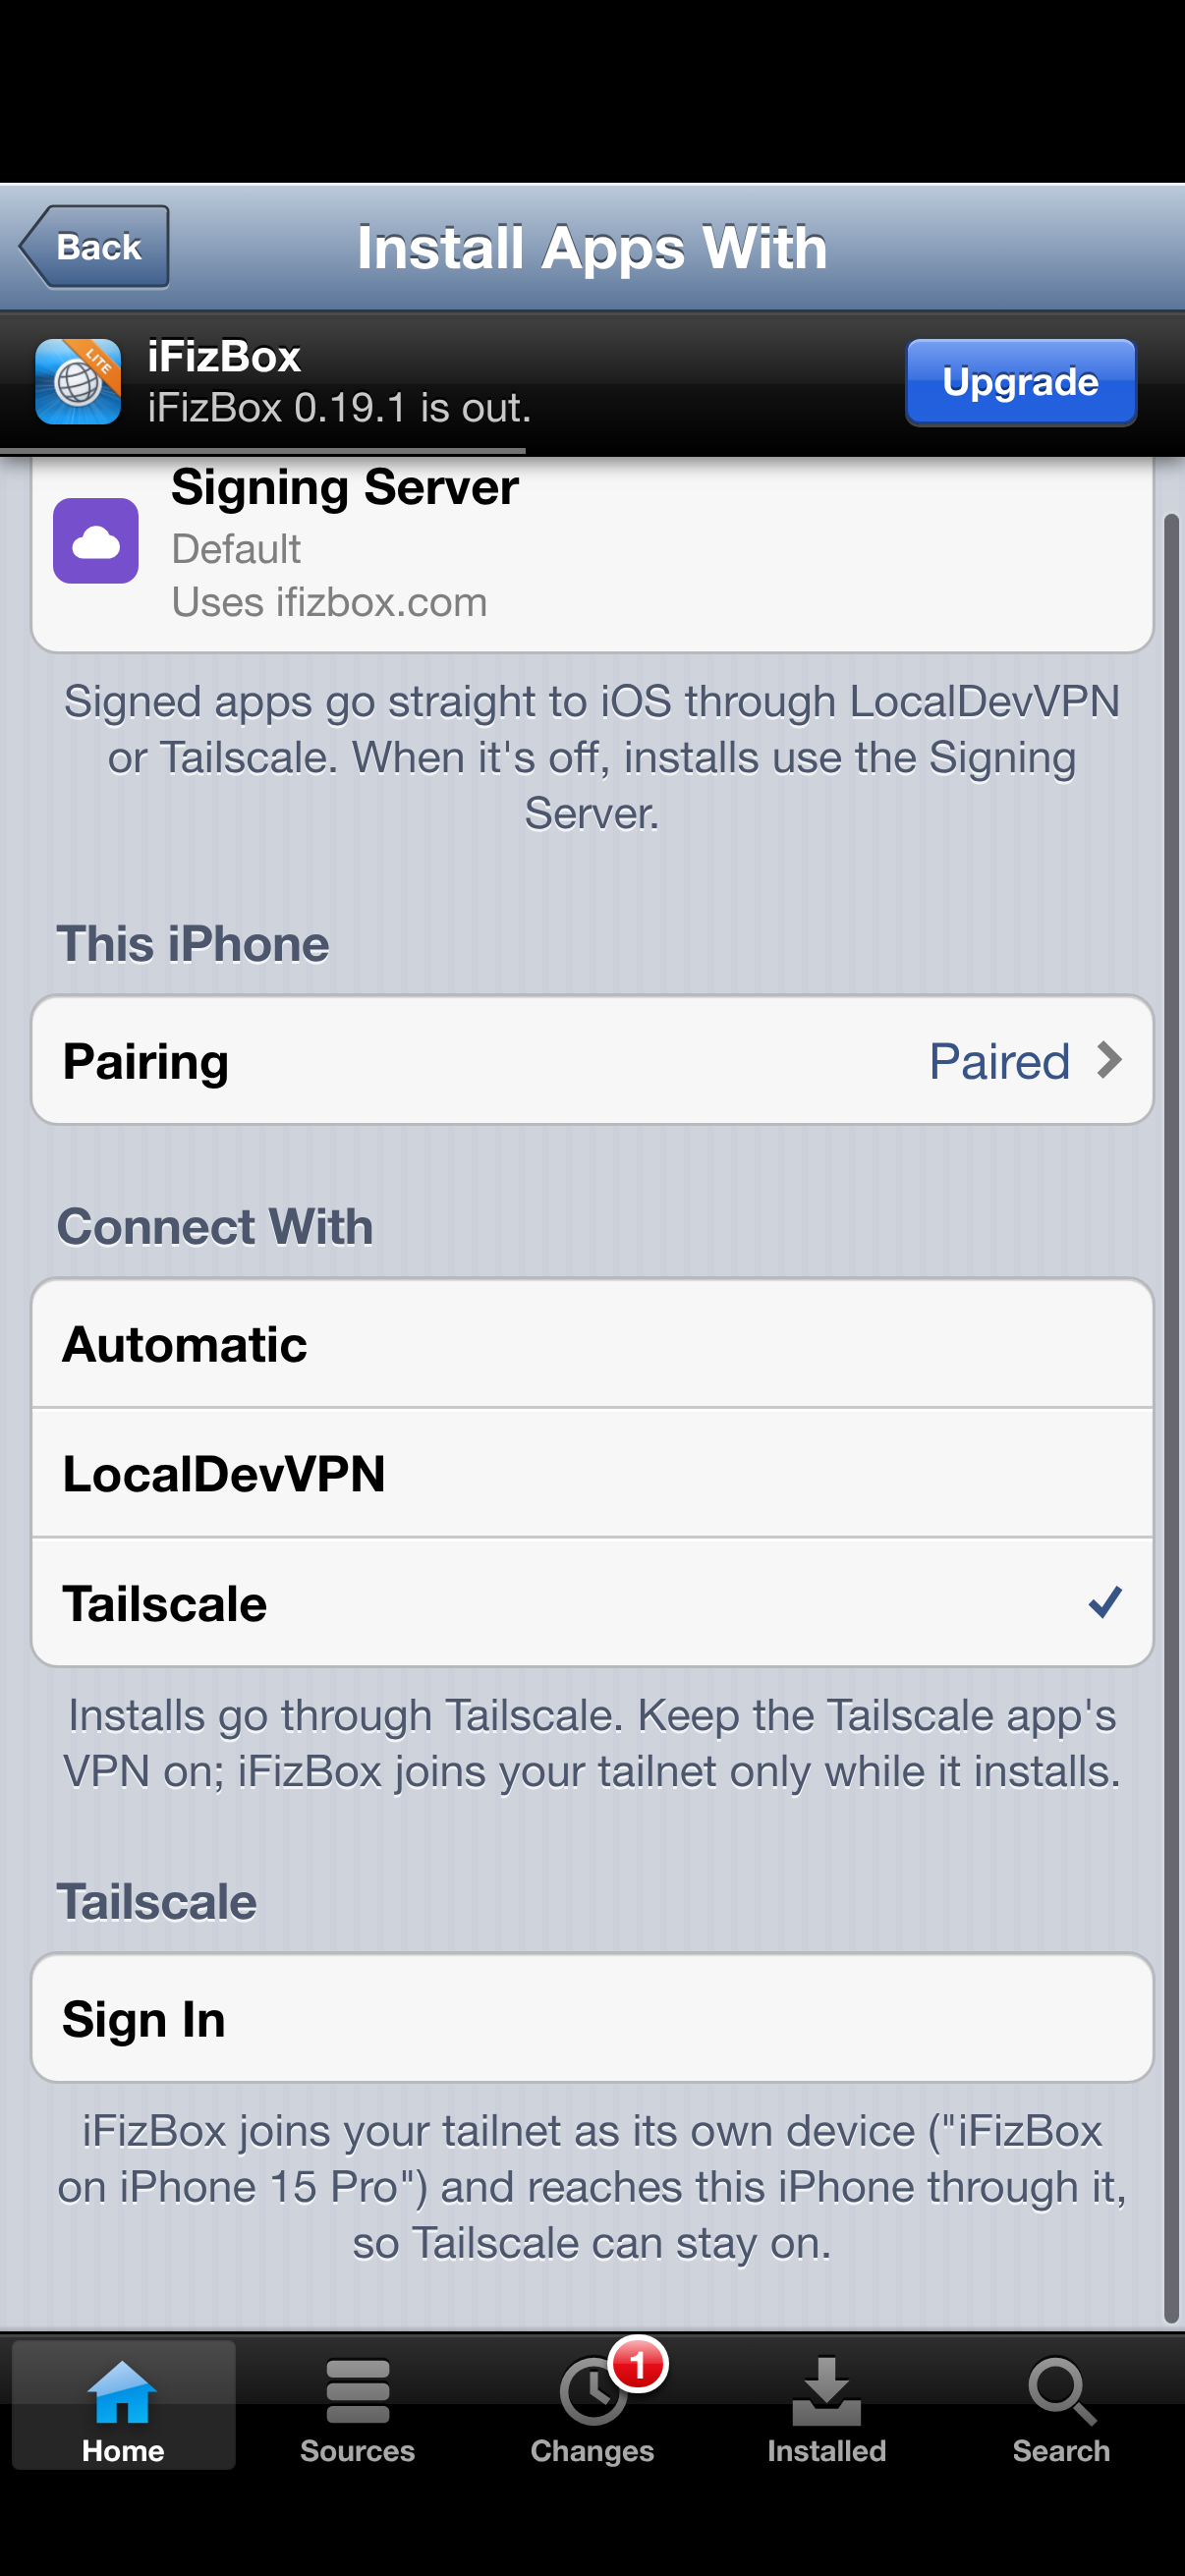 Back
Install Apps With
LITE
iFizBox
iFizBox 0.19.1 is out.
Upgrade
Signing Server
Default
Uses ifizbox.com
Signed apps go straight to iOS through LocalDevVPN
or Tailscale. When it's off, installs use the Signing
Server.
This iPhone
Pairing
Paired
Connect With
Automatic
LocalDevVPN
Tailscale
Installs go through Tailscale. Keep the Tailscale app's
VPN on; iFizBox joins your tailnet only while it installs.
Tailscale
Sign In
iFizBox joins your tailnet as its own device ("iFizBox
on iPhone 15 Pro") and reaches this iPhone through it,
so Tailscale can stay on.
1
Home
Sources
Changes
Installed
Search